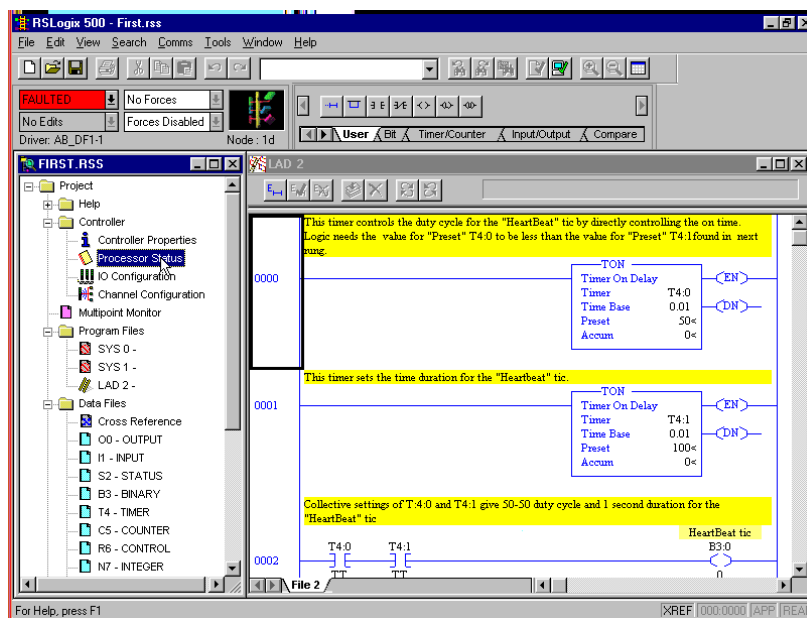 RSLogix 500 - First.rss
File Edit View Search Comms Tools Window Help
FAULTED
No Forces
No Edits
Forces Disabled
Driver: AB_DF1-1
Node : 1d
User
Bit
Timer/Counter
Input/Output
Compare
FIRST.RSS
Project
Help
Controller
Controller Properties
Processor Status
IO Configuration
Channel Configuration
Multipoint Monitor
Program Files
SYS 0 -
SYS 1 -
LAD 2 -
Data Files
Cross Reference
O0 - OUTPUT
I1 - INPUT
S2 - STATUS
B3 - BINARY
T4 - TIMER
C5 - COUNTER
R6 - CONTROL
N7 - INTEGER
LAD 2
This timer controls the duty cycle for the "HeartBeat" tic by directly controlling the on time.
Logic needs the value for "Preset" T4:0 to be less than the value for "Preset" T4:1found in next
rung.
0000
TON
Timer On Delay
Timer T4:0
Time Base 0.01
Preset 50<
Accum 0<
EN
DN
This timer sets the time duration for the "Heartbeat" tic.
0001
TON
Timer On Delay
Timer T4:1
Time Base 0.01
Preset 100<
Accum 0<
EN
DN
Collective settings of T:4:0 and T4:1 give 50-50 duty cycle and 1 second duration for the
"HeartBeat" tic
HeartBeat tic
T4:0 T4:1 B3:0
0002
TT TT 0
File 2
For Help, press F1
XREF 000:0000 APP REA